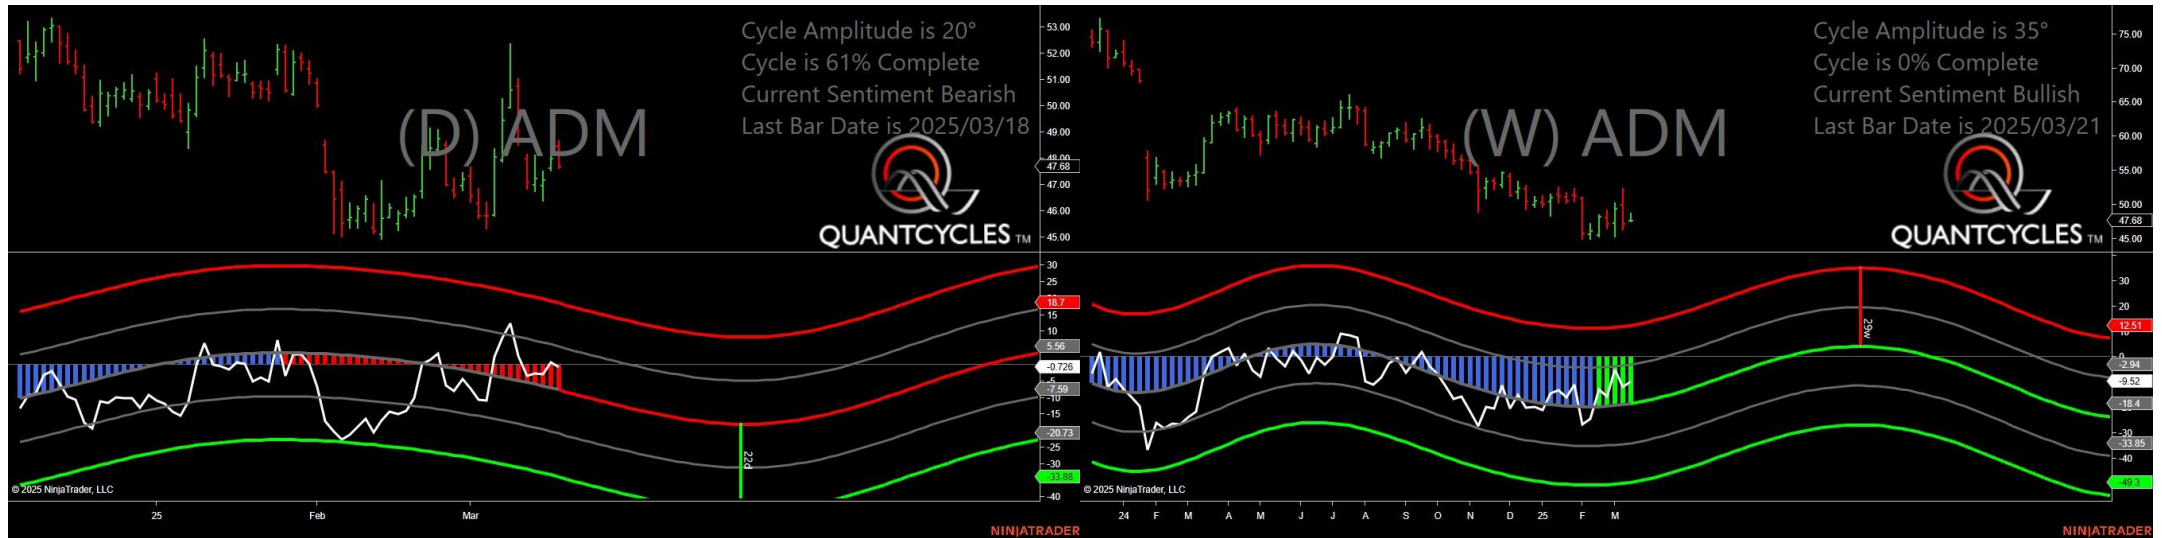 Cycle Amplitude is 20°
Cycle is 61% Complete
Current Sentiment Bearish
Last Bar Date is 2025/03/18
(D) ADM
QUANTCYCLES TM
53.00
52.00
51.00
50.00
49.00
48.00
47.68
47.00
46.00
45.00
30
25
18.7
15
10
5.56
-0.726
-5
-7.59
-10
-15
-20.73
-25
-30
-33.88
-40
22d
© 2025 NinjaTrader, LLC
25 Feb Mar
NINJATRADER
Cycle Amplitude is 35°
Cycle is 0% Complete
Current Sentiment Bullish
Last Bar Date is 2025/03/21
(W) ADM
QUANTCYCLES TM
75.00
70.00
65.00
60.00
55.00
50.00
47.68
45.00
30
20
12.51
0
-2.94
-9.52
-18.4
-30
-33.85
-40
-49.3
29w
© 2025 NinjaTrader, LLC
24 F M A M J J A S O N D 25 F M
NINJATRADER